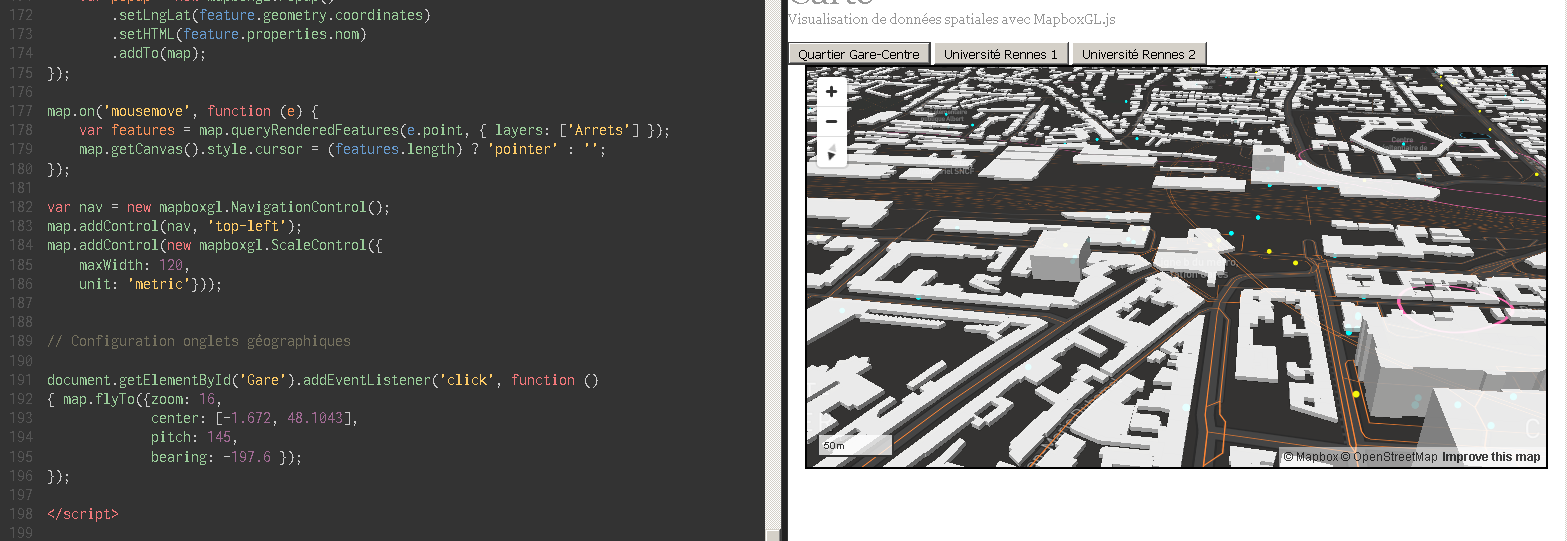 172 .setLngLat(feature.geometry.coordinates)
173 .setHTML(feature.properties.nom)
174 .addTo(map);
175 });
176
177 map.on('mousemove', function (e) {
178 var features = map.queryRenderedFeatures(e.point, { layers: ['Arrets'] });
179 map.getCanvas().style.cursor = (features.length) ? 'pointer' : '';
180 });
181
182 var nav = new mapboxgl.NavigationControl();
183 map.addControl(nav, 'top-left');
184 map.addControl(new mapboxgl.ScaleControl({
185 maxWidth: 120,
186 unit: 'metric'}));
187
188
189 // Configuration onglets géographiques
190
191 document.getElementById('Gare').addEventListener('click', function ()
192 { map.flyTo({zoom: 16,
193 center: [-1.672, 48.1043],
194 pitch: 145,
195 bearing: -197.6 });
196 });
197
198 </script>
199
Carte
Visualisation de données spatiales avec MapboxGL.js
Quartier Gare-Centre
Université Rennes 1
Université Rennes 2
+
−
Centre
SNCF
50m
© Mapbox © OpenStreetMap Improve this map